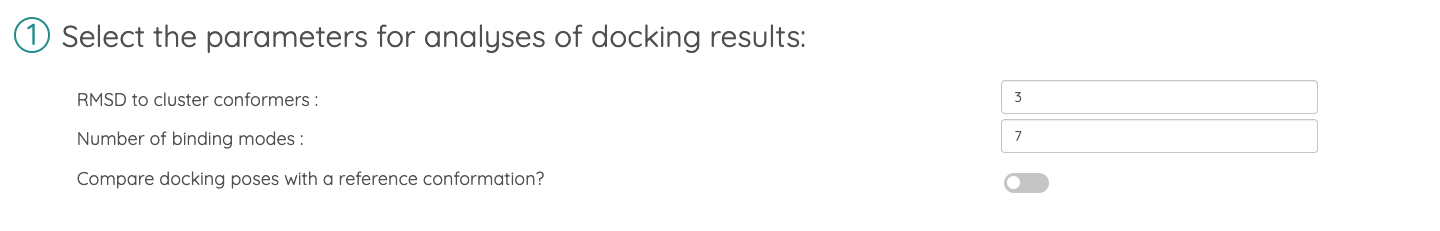 1 Select the parameters for analyses of docking results:
RMSD to cluster conformers : 3
Number of binding modes : 7
Compare docking poses with a reference conformation?